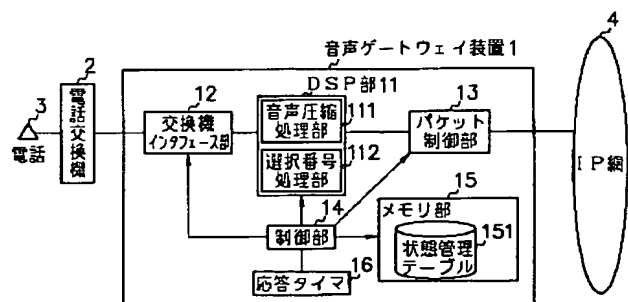 4
音声ゲートウェイ装置1
2
DSP部11
3
12
13
電話交換機
交換機
インタフェース部
音声圧縮
処理部
111
パケット
制御部
電話
選択番号
処理部
112
IP網
14
15
制御部
メモリ部
状態管理
テーブル
151
応答タイマ
16